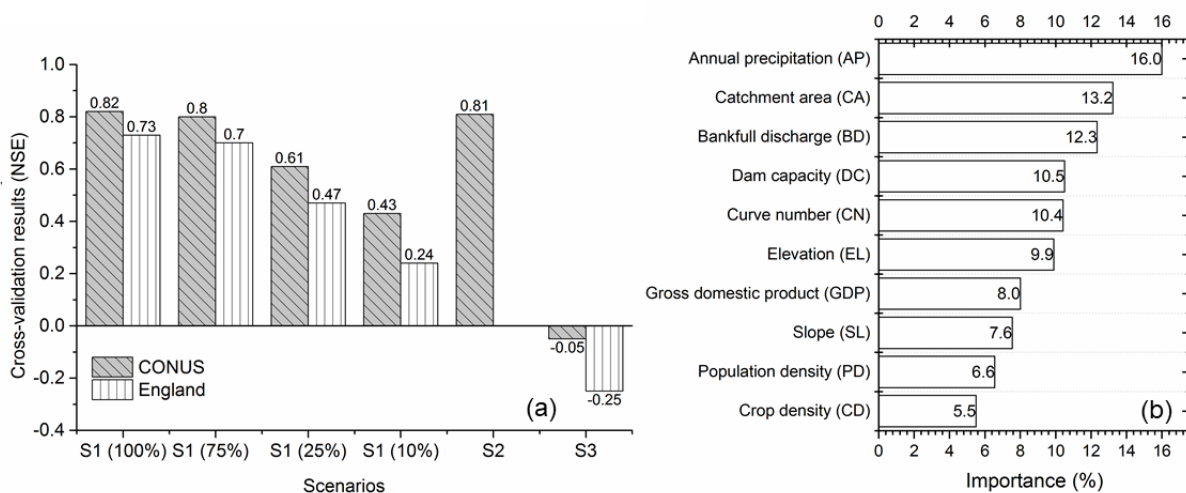 1.0
0.8
0.6
0.4
0.2
0.0
-0.2
-0.4
Cross-validation results (NSE)
0.82
0.73
0.8
0.7
0.61
0.47
0.43
0.24
0.81
-0.05
-0.25
CONUS
England
(a)
S1 (100%) S1 (75%) S1 (25%) S1 (10%) S2 S3
Scenarios
0 2 4 6 8 10 12 14 16
Annual precipitation (AP) 16.0
Catchment area (CA) 13.2
Bankfull discharge (BD) 12.3
Dam capacity (DC) 10.5
Curve number (CN) 10.4
Elevation (EL) 9.9
Gross domestic product (GDP) 8.0
Slope (SL) 7.6
Population density (PD) 6.6
Crop density (CD) 5.5
(b)
0 2 4 6 8 10 12 14 16
Importance (%)